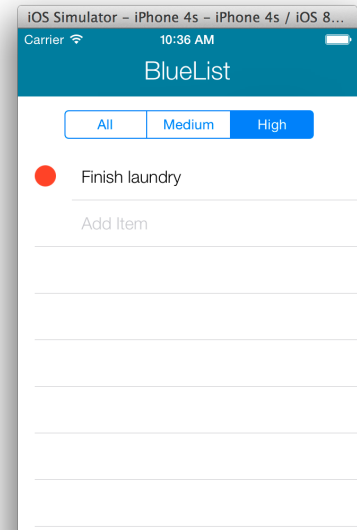 iOS Simulator – iPhone 4s – iPhone 4s / iOS 8...
Carrier 10:36 AM
BlueList
All Medium High
Finish laundry
Add Item